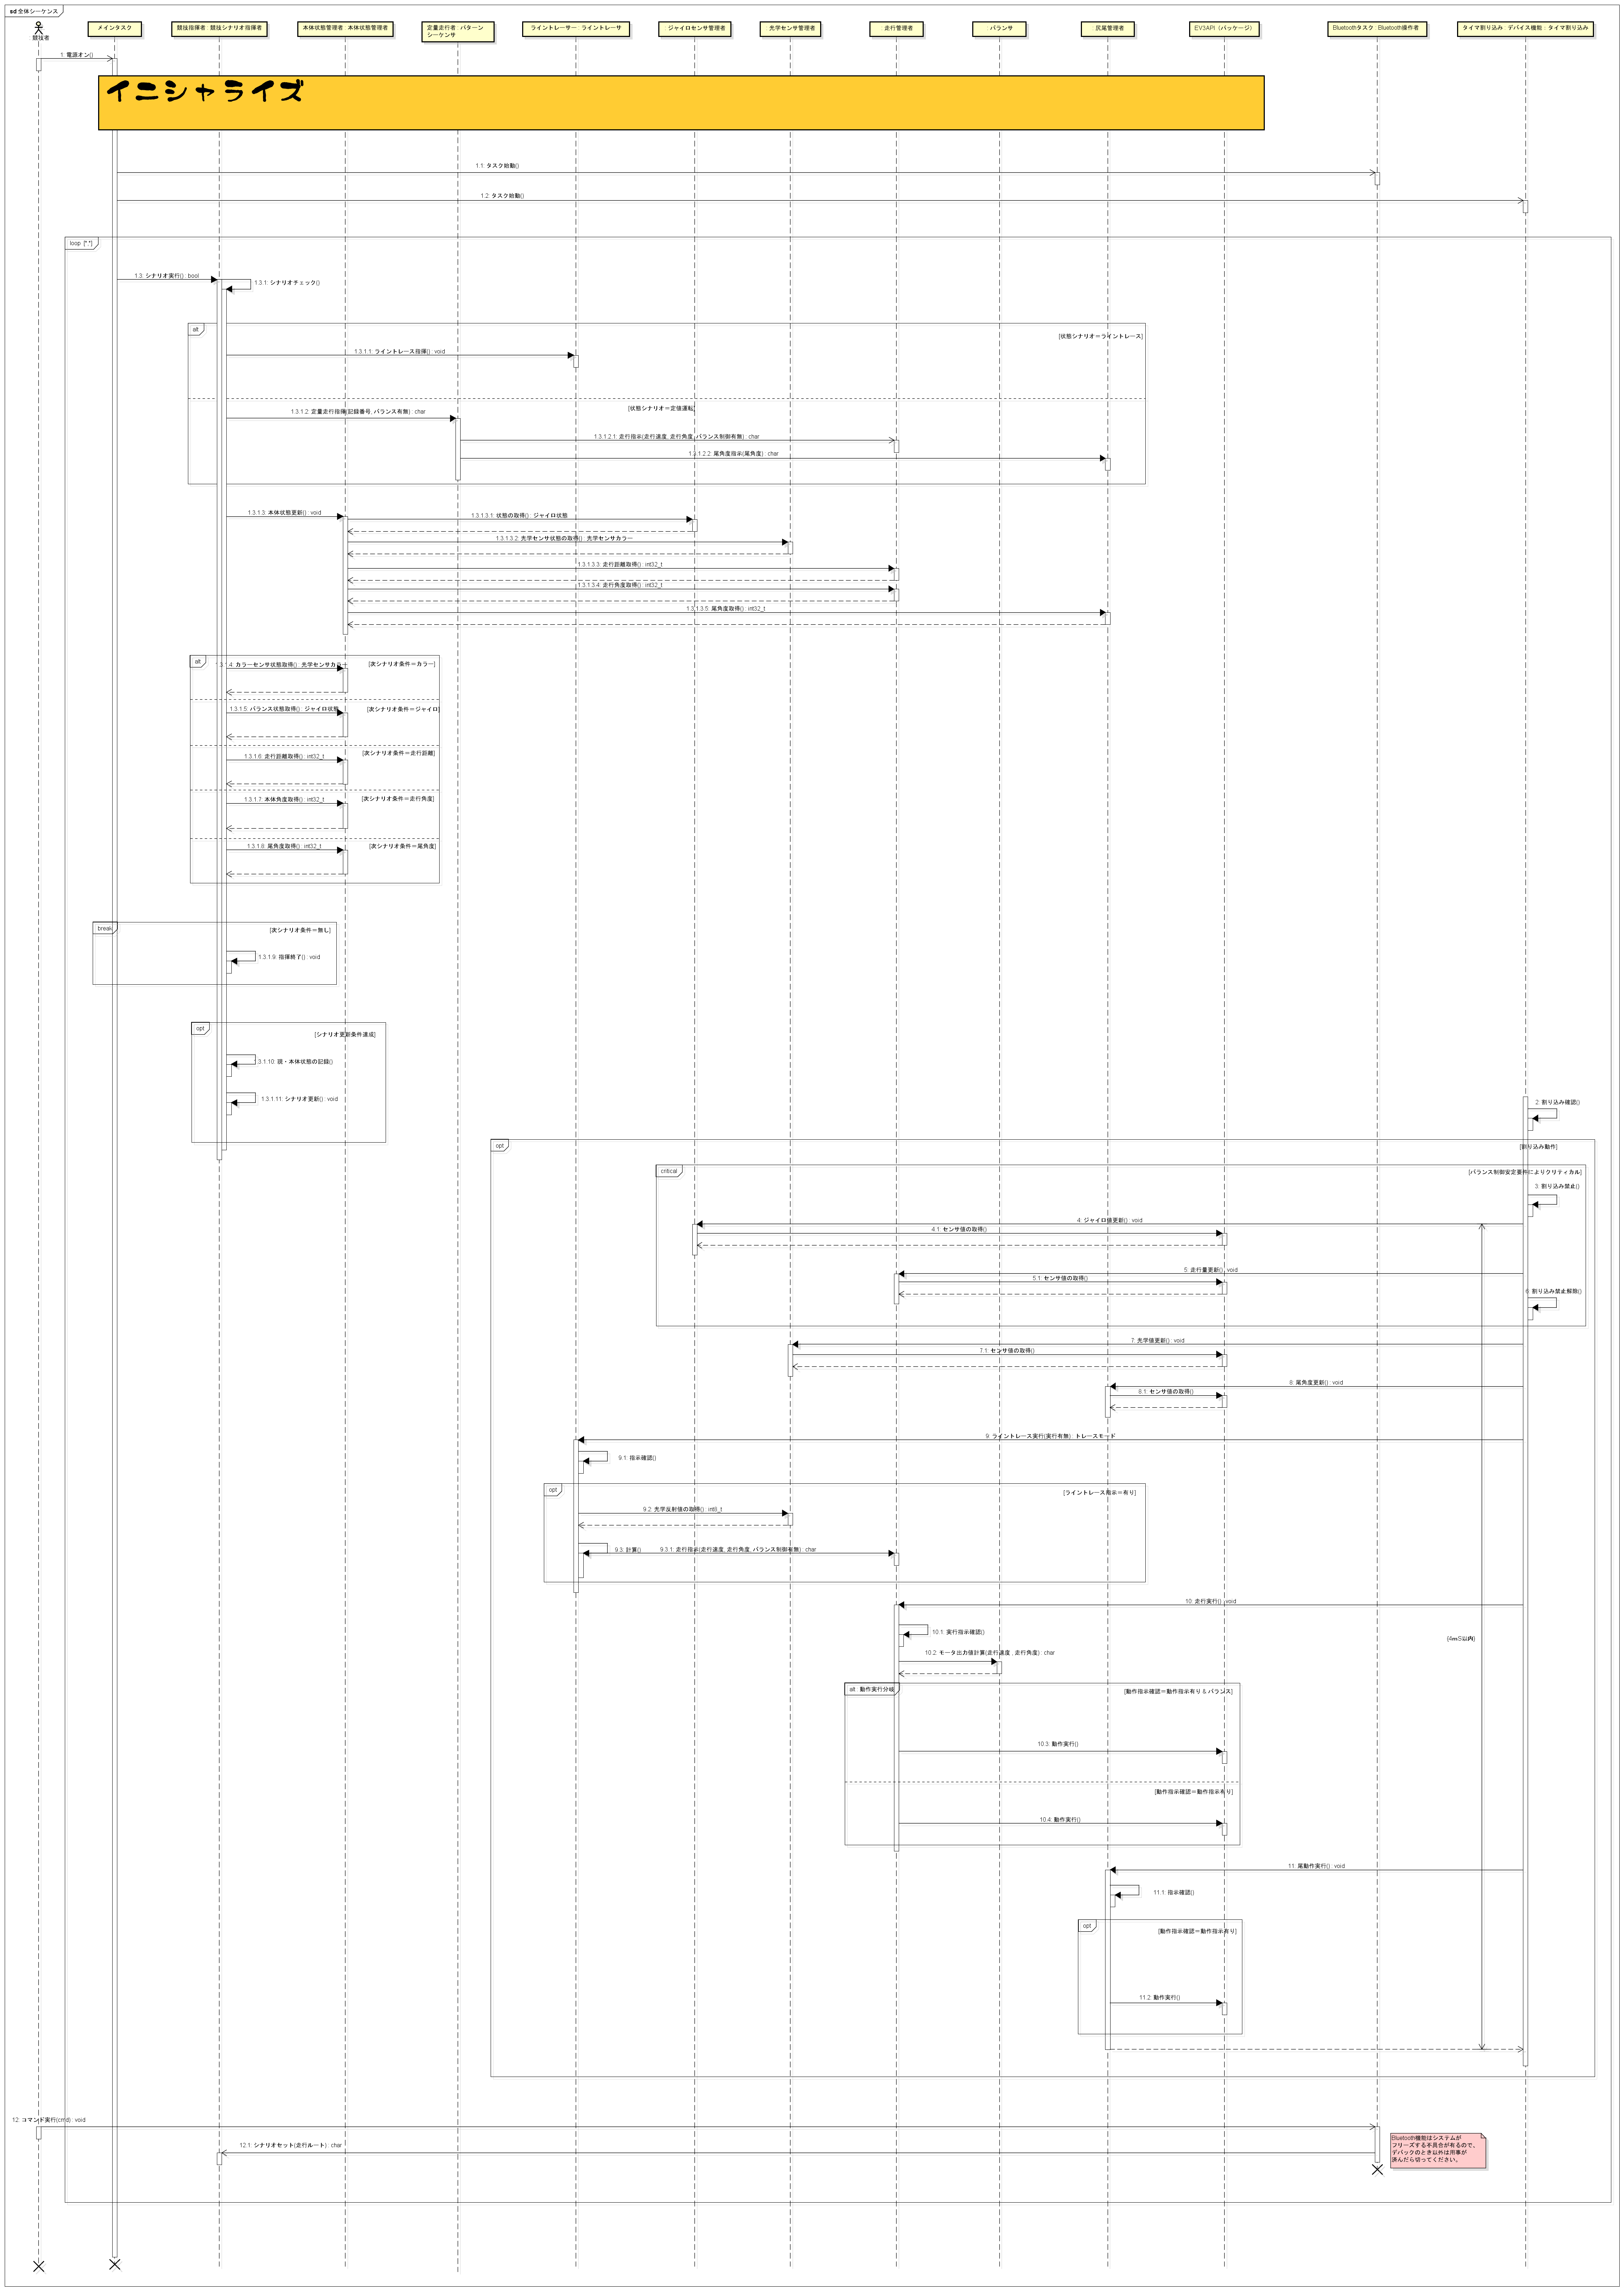 sd 全体シーケンス
競技者
メインタスク
競技指揮者 : 競技シナリオ指揮者
本体状態管理者 : 本体状態管理者
定量走行者 : パターン
シーケンサ
ライントレーサー : ライントレーサ
: ジャイロセンサ管理者
光学センサ管理者
走行管理者
バランサ
尻尾管理者
EV3API（パッケージ）
Bluetoothタスク : Bluetooth操作者
タイマ割り込み : デバイス機能 : タイマ割り込み
1: 電源オン()
イニシャライズ
1.1: タスク始動()
1.2: タスク始動()
loop [*,*]
1.3: シナリオ実行() : bool
1.3.1: シナリオチェック()
alt
[状態シナリオ＝ライントレース]
1.3.1.1: ライントレース指揮() : void
[状態シナリオ＝定値運転]
1.3.1.2: 定量走行指揮(記録番号, バランス有無) : char
1.3.1.2.1: 走行指示(走行速度, 走行角度, バランス制御有無) : char
1.3.1.2.2: 尾角度指示(尾角度) : char
1.3.1.3: 本体状態更新() : void
1.3.1.3.1: 状態の取得() : ジャイロ状態
1.3.1.3.2: 光学センサ状態の取得() : 光学センサカラー
1.3.1.3.3: 走行距離取得() : int32_t
1.3.1.3.4: 走行角度取得() : int32_t
1.3.1.3.5: 尾角度取得() : int32_t
alt
1.3.1.4: カラーセンサ状態取得() : 光学センサカラー
[次シナリオ条件＝カラー]
1.3.1.5: バランス状態取得() : ジャイロ状態
[次シナリオ条件＝ジャイロ]
1.3.1.6: 走行距離取得() : int32_t
[次シナリオ条件＝走行距離]
1.3.1.7: 本体角度取得() : int32_t
[次シナリオ条件＝走行角度]
1.3.1.8: 尾角度取得() : int32_t
[次シナリオ条件＝尾角度]
break
[次シナリオ条件＝無し]
1.3.1.9: 指揮終了() : void
opt
[シナリオ更新条件達成]
1.3.1.10: 現・本体状態の記録()
1.3.1.11: シナリオ更新() : void
2: 割り込み確認()
opt
[割り込み動作]
critical
[バランス制御安定要件によりクリティカル]
3: 割り込み禁止()
4: ジャイロ値更新() : void
4.1: センサ値の取得()
5: 走行量更新() : void
5.1: センサ値の取得()
6: 割り込み禁止解除()
7: 光学値更新() : void
7.1: センサ値の取得()
8: 尾角度更新() : void
8.1: センサ値の取得()
9: ライントレース実行(実行有無) : トレースモード
9.1: 指示確認()
opt
[ライントレース指示＝有り]
9.2: 光学反射値の取得() : int8_t
9.3: 計算()
9.3.1: 走行指示(走行速度, 走行角度, バランス制御有無) : char
10: 走行実行() : void
10.1: 実行指示確認()
{4mS以内}
10.2: モータ出力値計算(走行速度 , 走行角度) : char
alt : 動作実行分岐
[動作指示確認＝動作指示有り & バランス]
10.3: 動作実行()
[動作指示確認＝動作指示有り]
10.4: 動作実行()
11: 尾動作実行() : void
11.1: 指示確認()
opt
[動作指示確認＝動作指示有り]
11.2: 動作実行()
12: コマンド実行(cmd) : void
12.1: シナリオセット(走行ルート) : char
Bluetooth機能はシステムが
フリーズする不具合が有るので、
デバックのとき以外は用事が
済んだら切ってください。